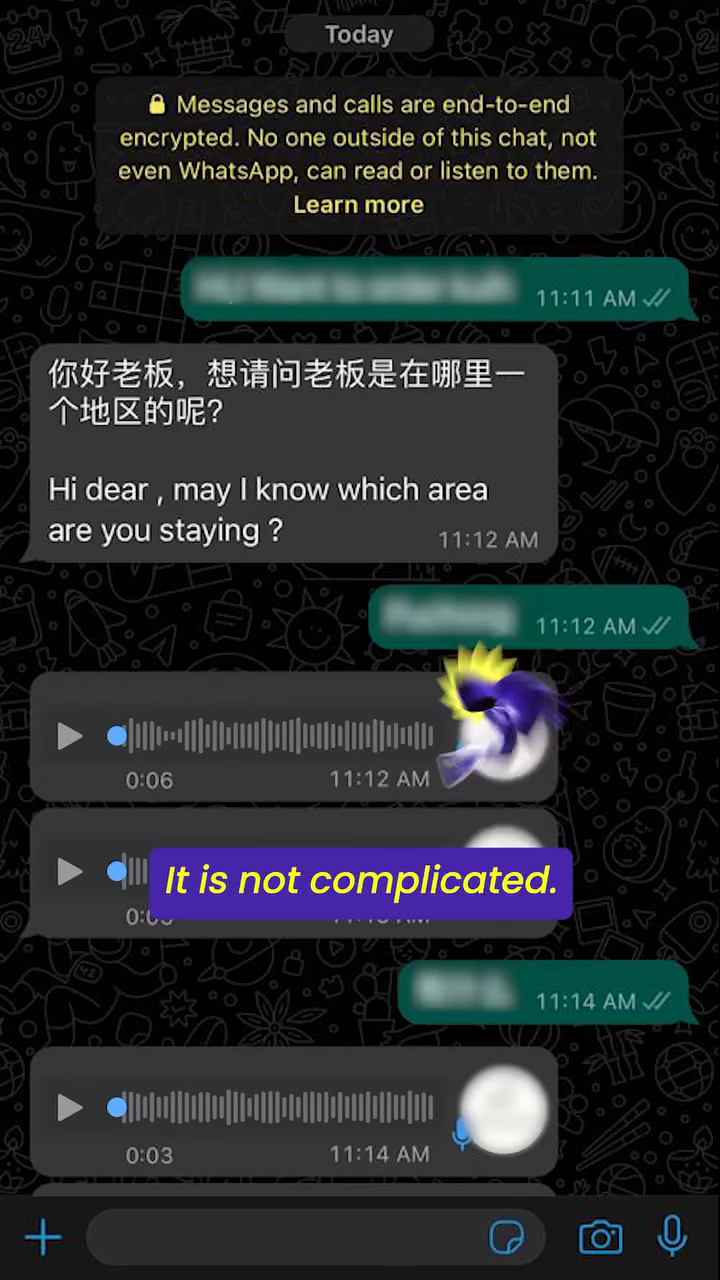 Today
Messages and calls are end-to-end
encrypted. No one outside of this chat, not
even WhatsApp, can read or listen to them.
Learn more
11:11 AM
你好老板，想请问老板是在哪里一
个地区的呢？
Hi dear , may I know which area
are you staying ?
11:12 AM
11:12 AM
0:06
11:12 AM
It is not complicated.
11:14 AM
0:03
11:14 AM